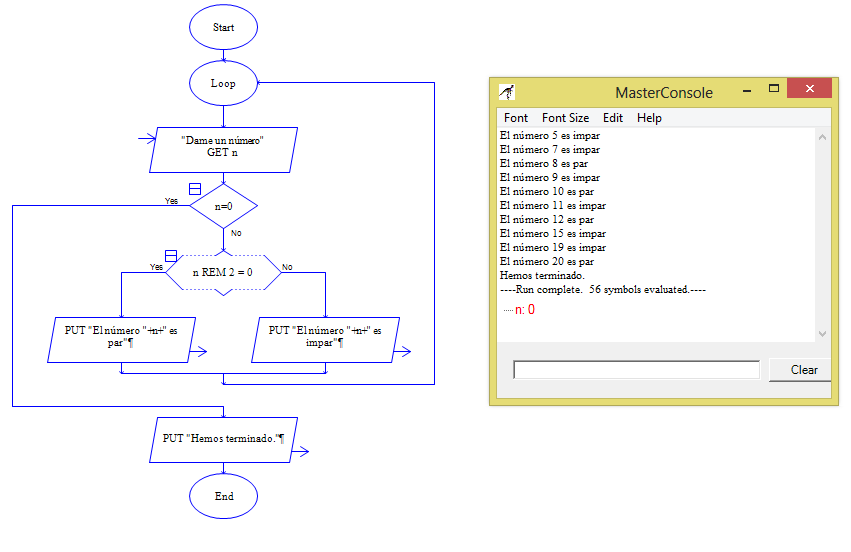 Start
Loop
"Dame un número"
GET n
n=0
Yes
No
n REM 2 = 0
Yes
No
PUT "El número "+n+" es
par"¶
PUT "El número "+n+" es
impar"¶
PUT "Hemos terminado."¶
End
MasterConsole
Font Font Size Edit Help
El número 5 es impar
El número 7 es impar
El número 8 es par
El número 9 es impar
El número 10 es par
El número 11 es impar
El número 12 es par
El número 15 es impar
El número 19 es impar
El número 20 es par
Hemos terminado.
----Run complete.  56 symbols evaluated.----
n: 0
Clear